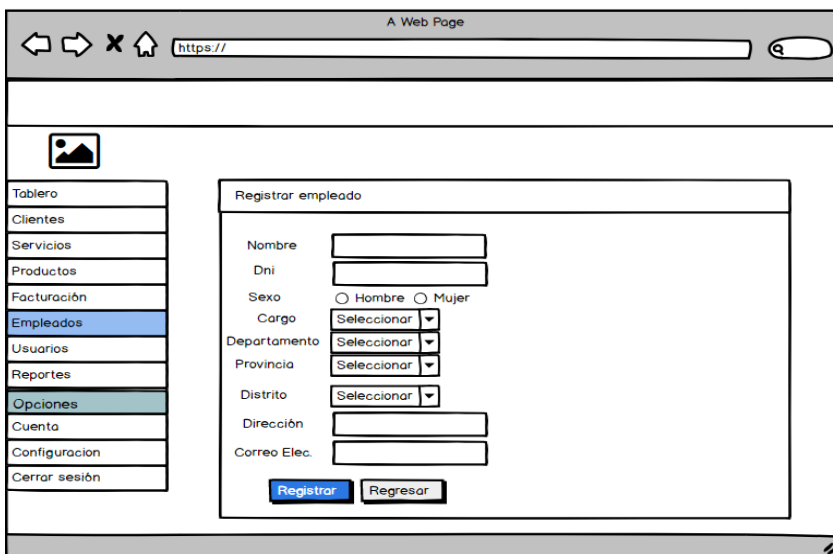 A Web Page
https://
Tablero
Clientes
Servicios
Productos
Facturación
Empleados
Usuarios
Reportes
Opciones
Cuenta
Configuracion
Cerrar sesión
Registrar empleado
Nombre
Dni
Sexo Hombre Mujer
Cargo Seleccionar
Departamento Seleccionar
Provincia Seleccionar
Distrito Seleccionar
Dirección
Correo Elec.
Registrar Regresar